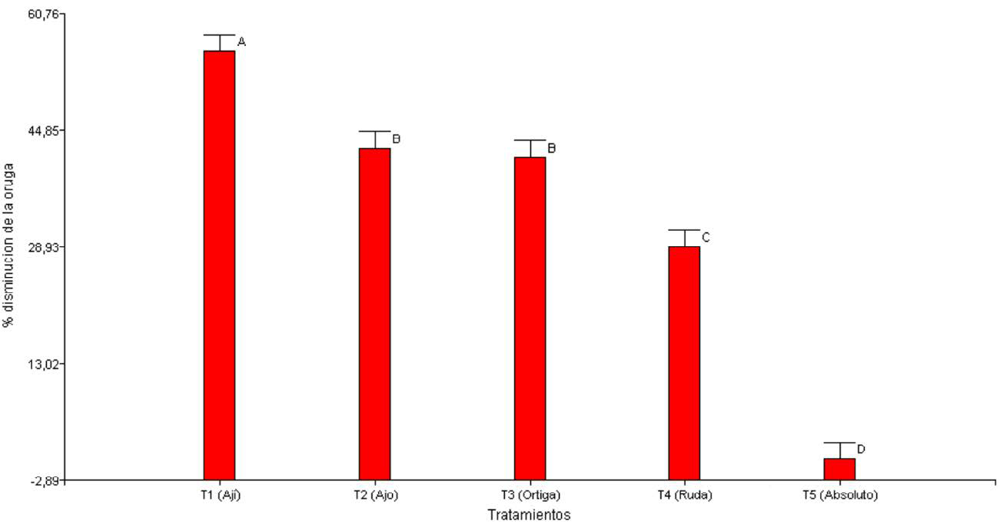 60,76
A
44,85
B
B
28,93
C
13,02
D
-2,89
% disminucion de la oruga
T1 (Ají)
T2 (Ajo)
T3 (Ortiga)
T4 (Ruda)
T5 (Absoluto)
Tratamientos